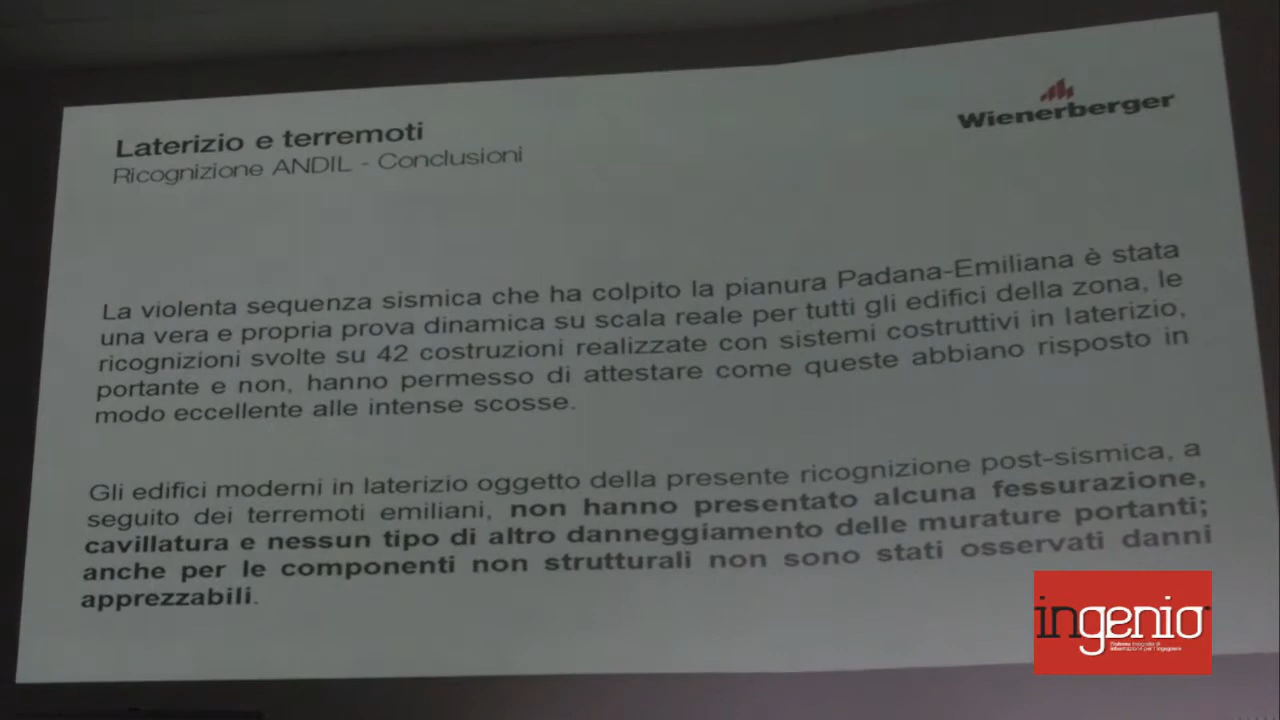 Laterizio e terremoti
Ricognizione ANDIL - Conclusioni
Wienerberger
La violenta sequenza sismica che ha colpito la pianura Padana-Emiliana è stata
una vera e propria prova dinamica su scala reale per tutti gli edifici della zona, le
ricognizioni svolte su 42 costruzioni realizzate con sistemi costruttivi in laterizio,
portante e non, hanno permesso di attestare come queste abbiano risposto in
modo eccellente alle intense scosse.
Gli edifici moderni in laterizio oggetto della presente ricognizione post-sismica, a
seguito dei terremoti emiliani, non hanno presentato alcuna fessurazione,
cavillatura e nessun tipo di altro danneggiamento delle murature portanti;
anche per le componenti non strutturali non sono stati osservati danni
apprezzabili.
ingenio